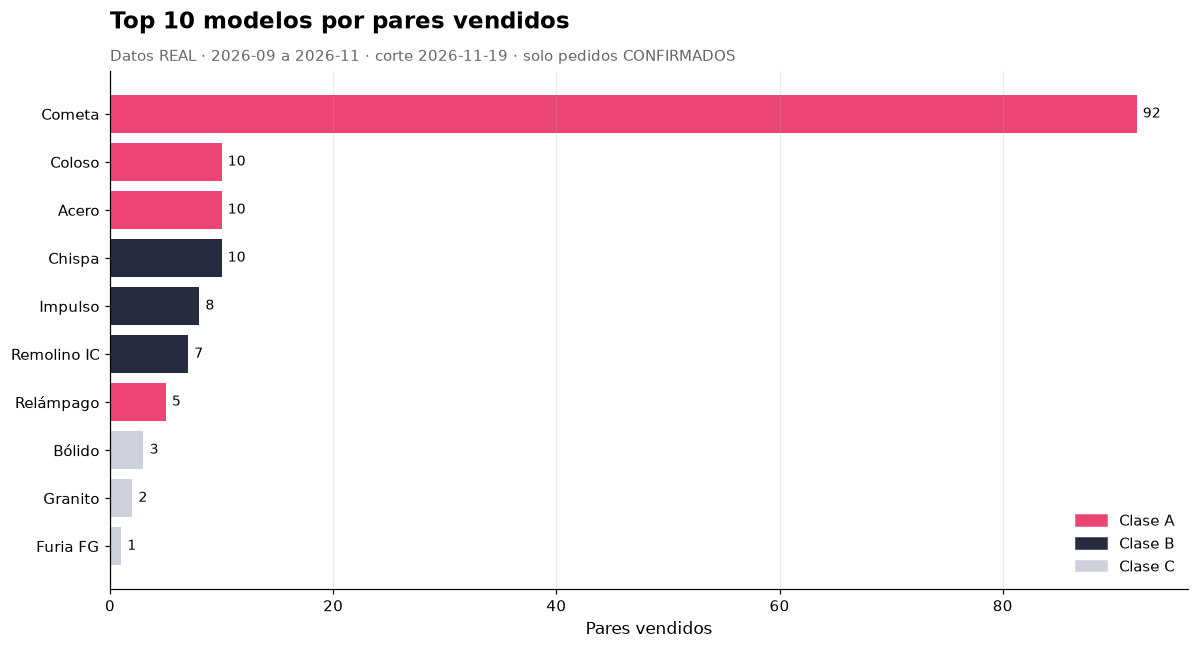 Top 10 modelos por pares vendidos
Datos REAL · 2026-09 a 2026-11 · corte 2026-11-19 · solo pedidos CONFIRMADOS
Cometa 92
Coloso 10
Acero 10
Chispa 10
Impulso 8
Remolino IC 7
Relámpago 5
Bólido 3
Granito 2
Furia FG 1
Clase A
Clase B
Clase C
0 20 40 60 80
Pares vendidos